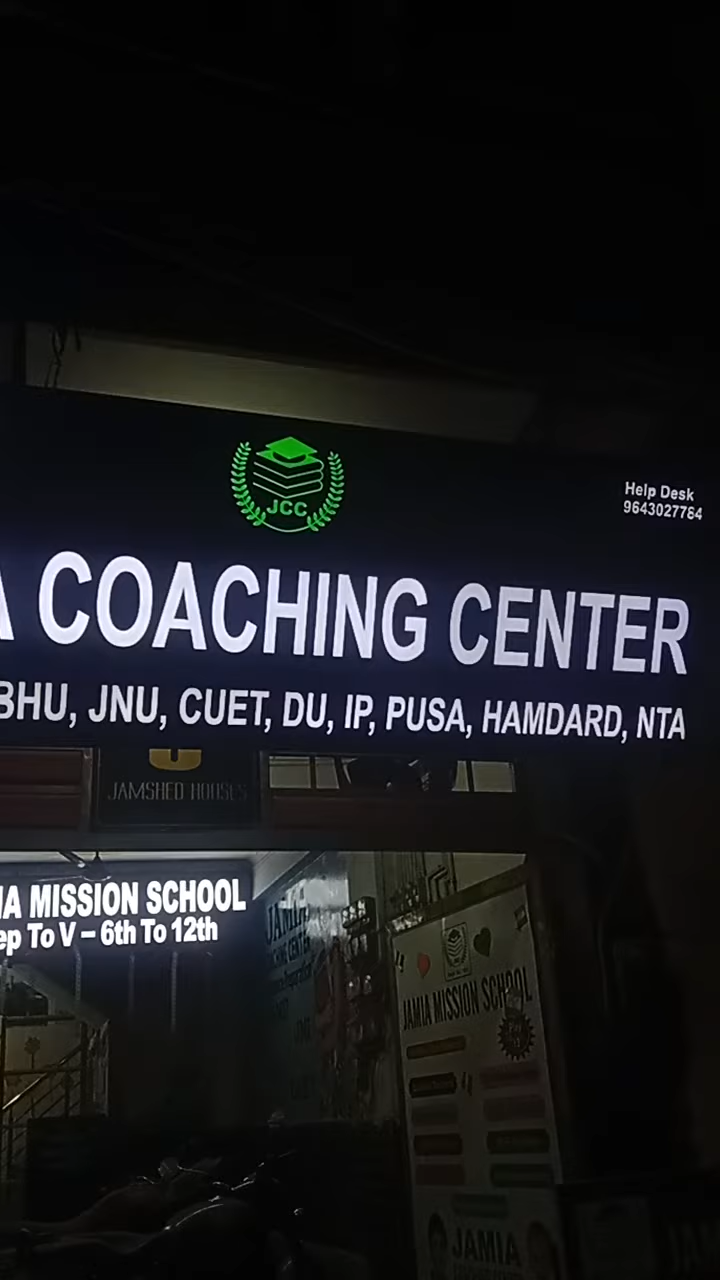 JCC
Help Desk
9643027784
A COACHING CENTER
BHU, JNU, CUET, DU, IP, PUSA, HAMDARD, NTA
JAMSHED HOUSES
IA MISSION SCHOOL
ep To V – 6th To 12th
JAMIA
JAMIA MISSION SCHOOL
JAMIA